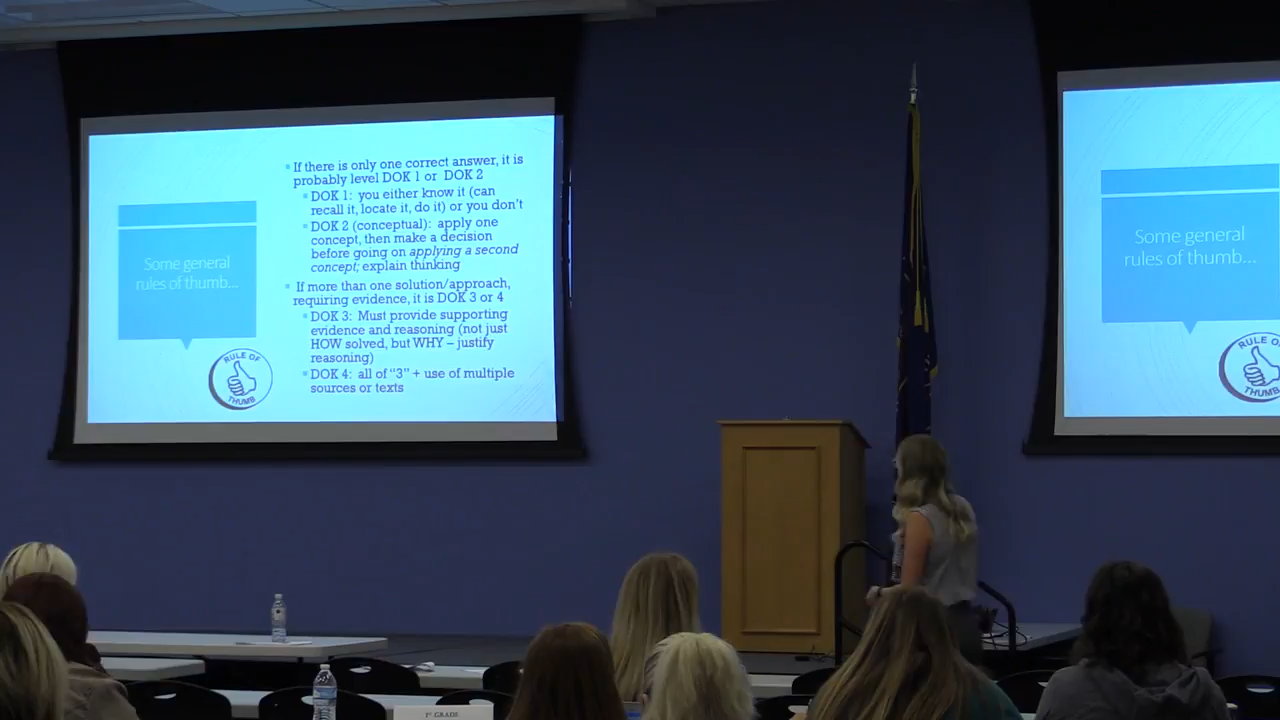 Some general
rules of thumb...
RULE OF
THUMB
If there is only one correct answer, it is
probably level DOK 1 or DOK 2
DOK 1: you either know it (can
recall it, locate it, do it) or you don't
DOK 2 (conceptual): apply one
concept, then make a decision
before going on applying a second
concept; explain thinking
If more than one solution/approach,
requiring evidence, it is DOK 3 or 4
DOK 3: Must provide supporting
evidence and reasoning (not just
HOW solved, but WHY – justify
reasoning)
DOK 4: all of "3" + use of multiple
sources or texts
Some general
rules of thumb...
RULE OF
THUMB
1st GRADE